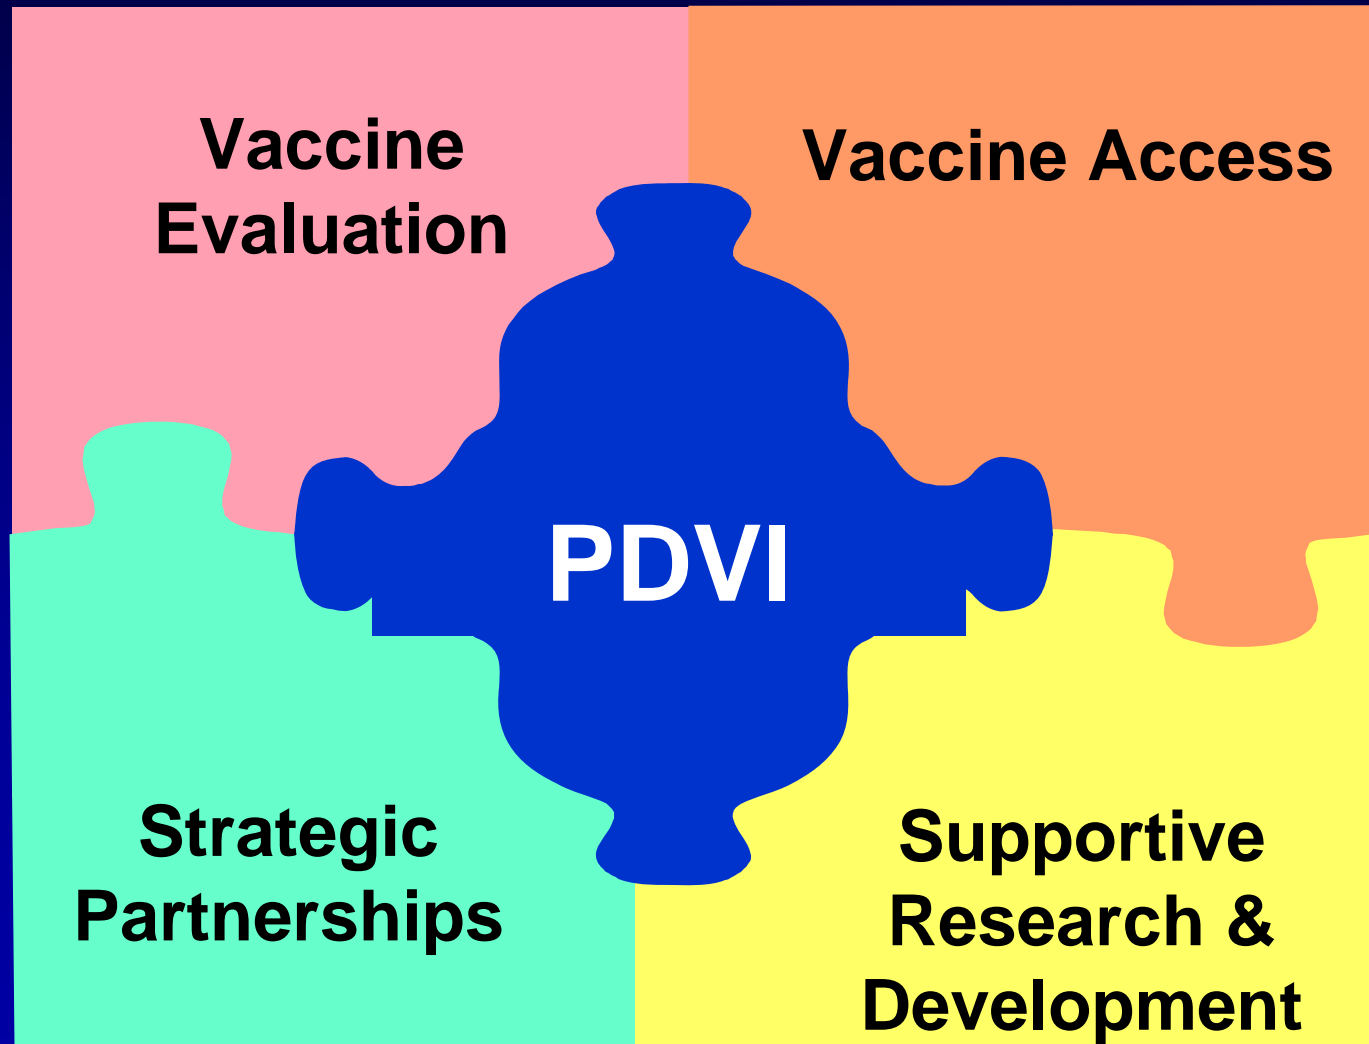 Vaccine
Evaluation
Vaccine Access
PDVI
Strategic
Partnerships
Supportive
Research &
Development